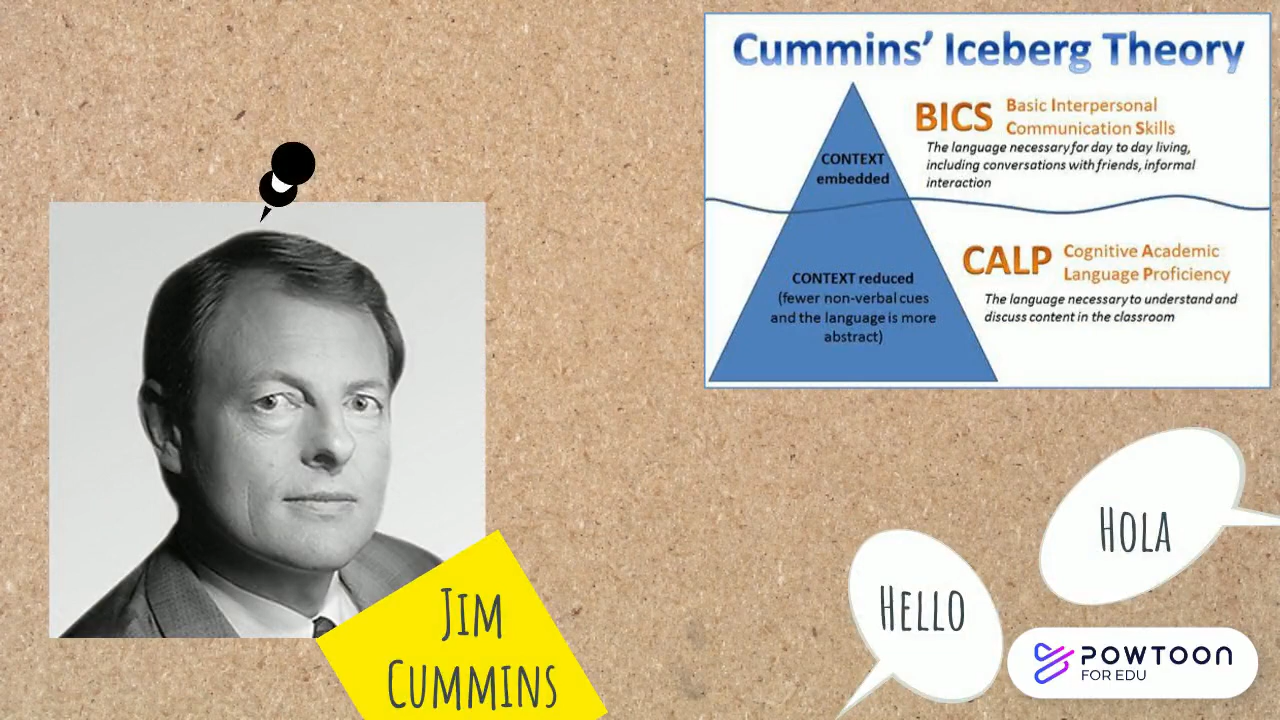 Cummins' Iceberg Theory
BICS
Basic Interpersonal
Communication Skills
The language necessary for day to day living,
including conversations with friends, informal
interaction
CONTEXT
embedded
CALP
Cognitive Academic
Language Proficiency
The language necessary to understand and
discuss content in the classroom
CONTEXT reduced
(fewer non-verbal cues
and the language is more
abstract)
Jim
Cummins
Hola
Hello
POWTOON
FOR EDU